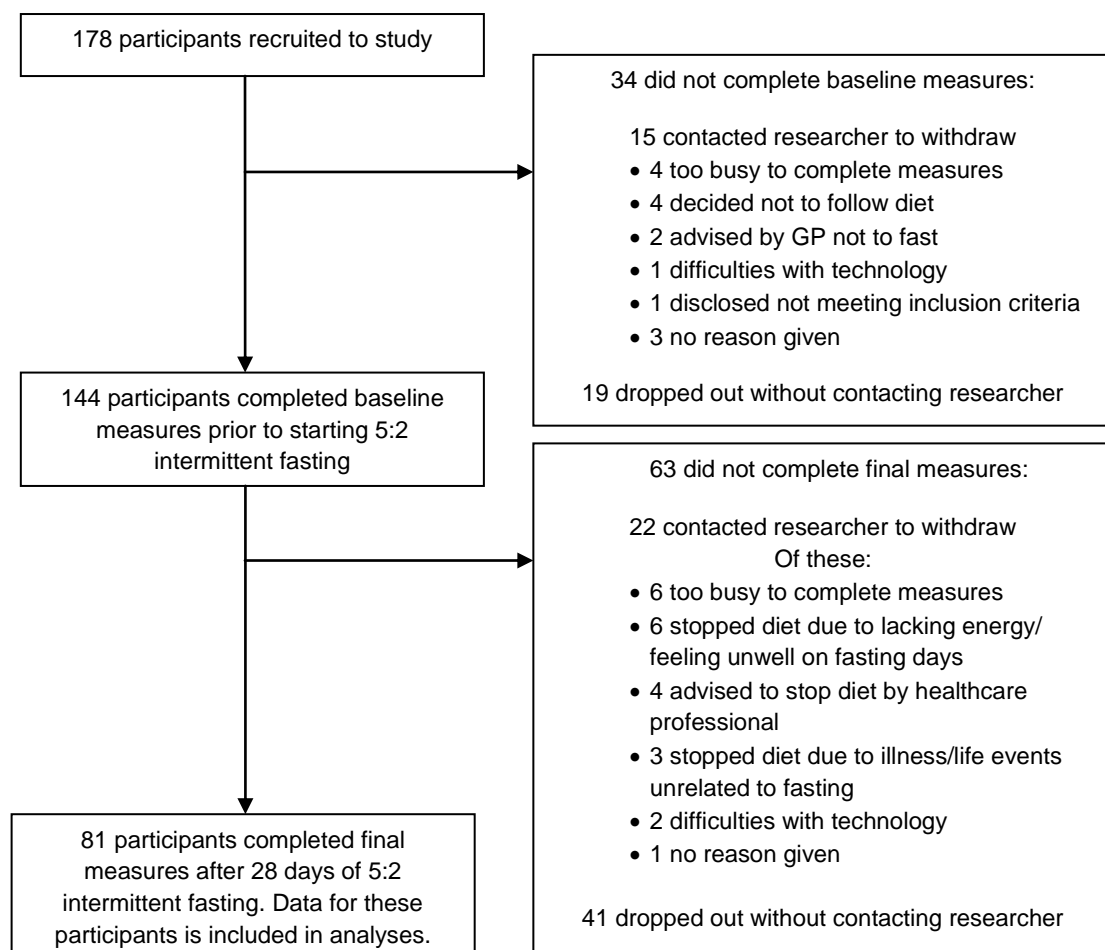 178 participants recruited to study
34 did not complete baseline measures:
15 contacted researcher to withdraw
• 4 too busy to complete measures
• 4 decided not to follow diet
• 2 advised by GP not to fast
• 1 difficulties with technology
• 1 disclosed not meeting inclusion criteria
• 3 no reason given
19 dropped out without contacting researcher
144 participants completed baseline
measures prior to starting 5:2
intermittent fasting
63 did not complete final measures:
22 contacted researcher to withdraw
Of these:
• 6 too busy to complete measures
• 6 stopped diet due to lacking energy/
feeling unwell on fasting days
• 4 advised to stop diet by healthcare
professional
• 3 stopped diet due to illness/life events
unrelated to fasting
• 2 difficulties with technology
• 1 no reason given
41 dropped out without contacting researcher
81 participants completed final
measures after 28 days of 5:2
intermittent fasting. Data for these
participants is included in analyses.